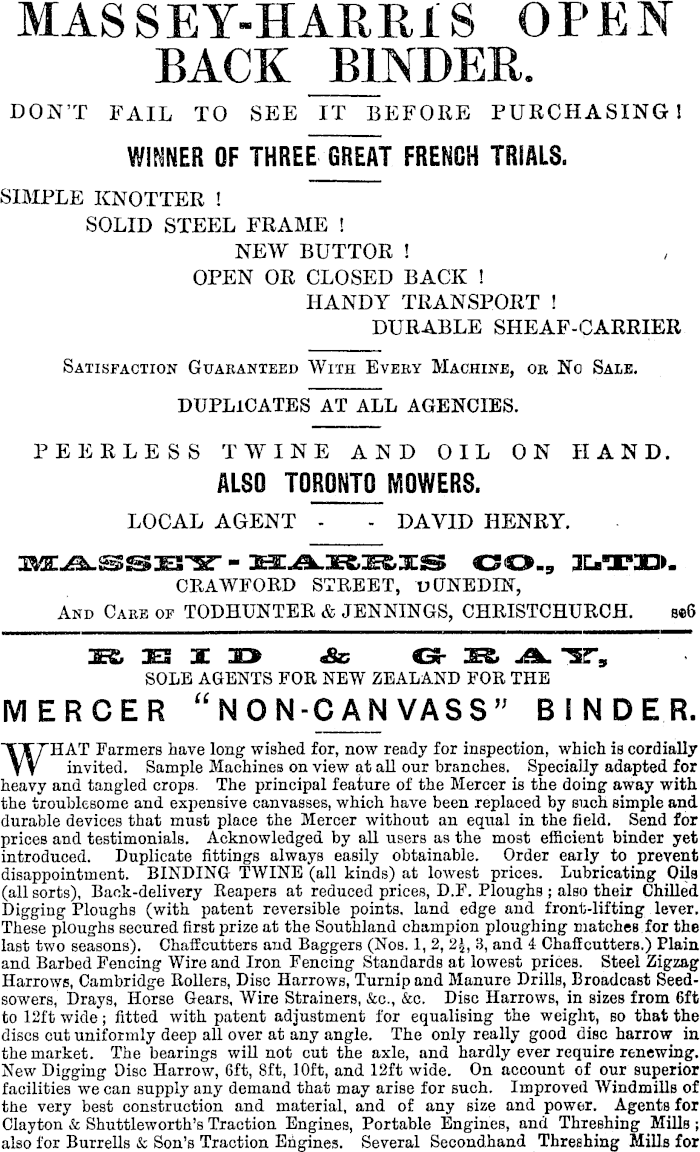 MASSEY-HARRIS OPEN
BACK BINDER.
DON'T FAIL TO SEE IT BEFORE PURCHASING!
WINNER OF THREE GREAT FRENCH TRIALS.
SIMPLE KNOTTER !
SOLID STEEL FRAME !
NEW BUTTOR !
OPEN OR CLOSED BACK !
HANDY TRANSPORT !
DURABLE SHEAF-CARRIER
SATISFACTION GUARANTEED WITH EVERY MACHINE, OR NO SALE.
DUPLICATES AT ALL AGENCIES.
PEERLESS TWINE AND OIL ON HAND.
ALSO TORONTO MOWERS.
LOCAL AGENT - - DAVID HENRY.
MASSEY-HARRIS CO., LTD.
CRAWFORD STREET, DUNEDIN,
AND CARE OF TODHUNTER & JENNINGS, CHRISTCHURCH. se6
REID & GRAY,
SOLE AGENTS FOR NEW ZEALAND FOR THE
MERCER "NON-CANVASS" BINDER.
WHAT Farmers have long wished for, now ready for inspection, which is cordially
invited. Sample Machines on view at all our branches. Specially adapted for
heavy and tangled crops. The principal feature of the Mercer is the doing away with
the troublesome and expensive canvasses, which have been replaced by such simple and
durable devices that must place the Mercer without an equal in the field. Send for
prices and testimonials. Acknowledged by all users as the most efficient binder yet
introduced. Duplicate fittings always easily obtainable. Order early to prevent
disappointment. BINDING TWINE (all kinds) at lowest prices. Lubricating Oils
(all sorts), Back-delivery Reapers at reduced prices, D.F. Ploughs ; also their Chilled
Digging Ploughs (with patent reversible points, land edge and front-lifting lever.
These ploughs secured first prize at the Southland champion ploughing matches for the
last two seasons). Chaffcutters and Baggers (Nos. 1, 2, 2½, 3, and 4 Chaffcutters.) Plain
and Barbed Fencing Wire and Iron Fencing Standards at lowest prices. Steel Zigzag
Harrows, Cambridge Rollers, Disc Harrows, Turnip and Manure Drills, Broadcast Seed-
sowers, Drays, Horse Gears, Wire Strainers, &c., &c. Disc Harrows, in sizes from 6ft
to 12ft wide ; fitted with patent adjustment for equalising the weight, so that the
discs cut uniformly deep all over at any angle. The only really good disc harrow in
the market. The bearings will not cut the axle, and hardly ever require renewing.
New Digging Disc Harrow, 6ft, 8ft, 10ft, and 12ft wide. On account of our superior
facilities we can supply any demand that may arise for such. Improved Windmills of
the very best construction and material, and of any size and power. Agents for
Clayton & Shuttleworth's Traction Engines, Portable Engines, and Threshing Mills ;
also for Burrells & Son's Traction Engines. Several Secondhand Threshing Mills for